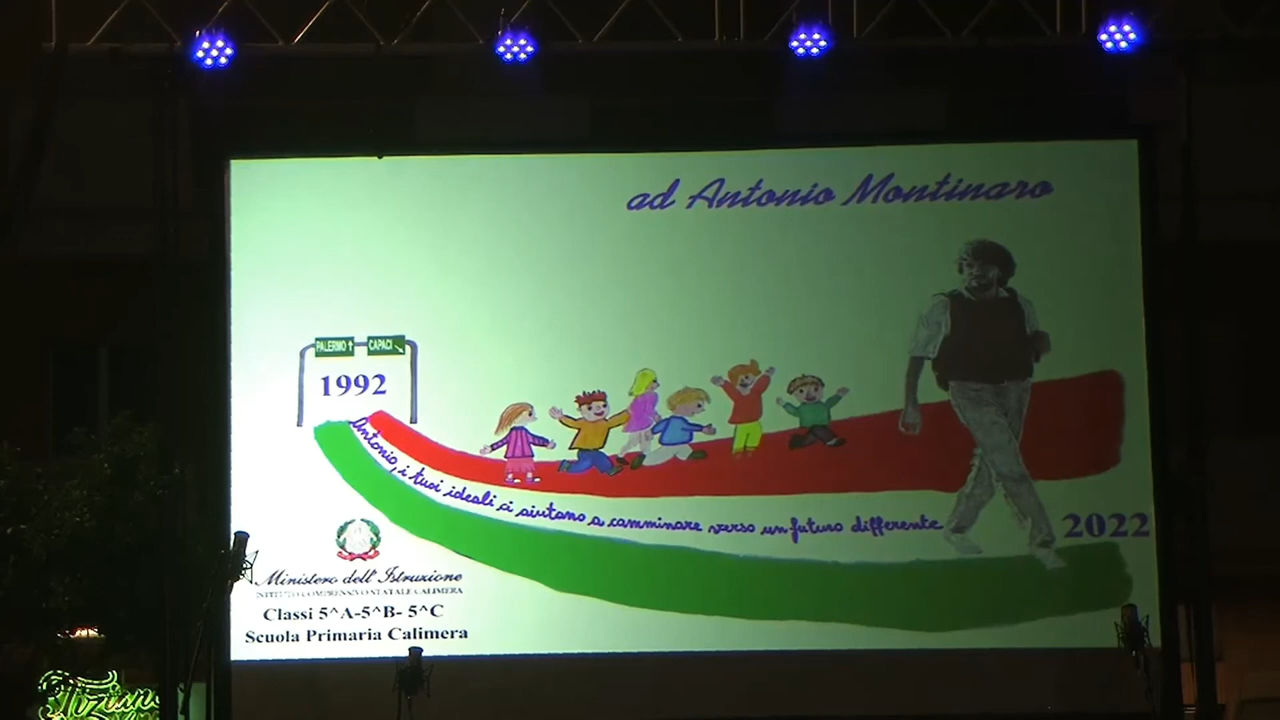 ad Antonio Montinaro
PALERMO↑ CAPACI↘
1992
Antonio, i tuoi ideali ci aiutano a camminare verso un futuro differente
2022
Ministero dell'Istruzione
ISTITUTO COMPRENSIVO STATALE CALIMERA
Classi 5^A-5^B- 5^C
Scuola Primaria Calimera